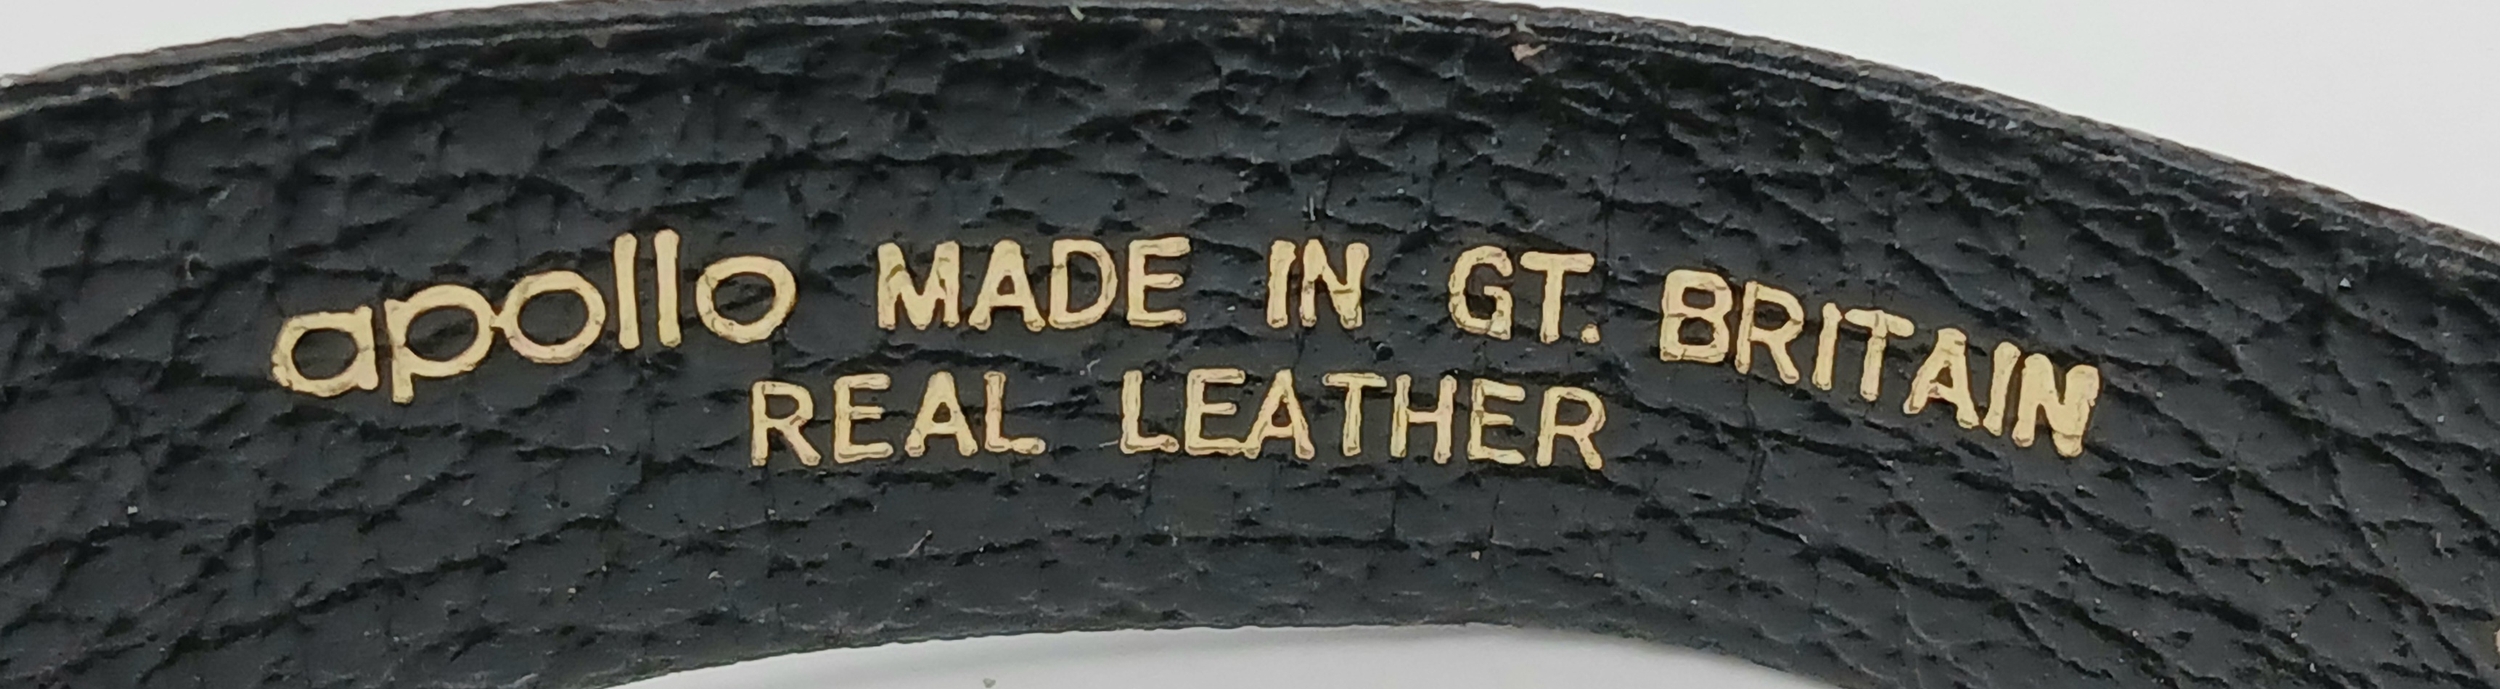 apollo MADE IN GT. BRITAIN
REAL LEATHER